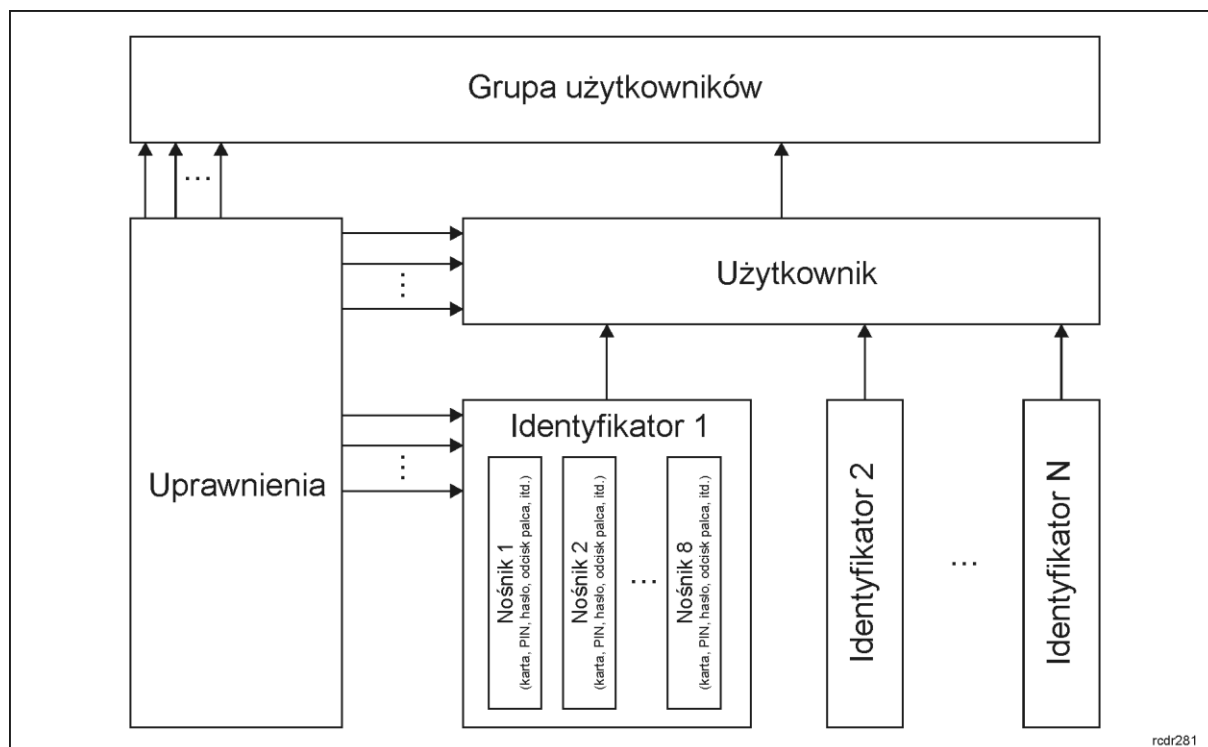 Grupa użytkowników
...
Użytkownik
...
Uprawnienia
...
Identyfikator 1
Nośnik 1
(karta, PIN, hasło, odcisk palca, itd.)
Nośnik 2
(karta, PIN, hasło, odcisk palca, itd.)
...
Nośnik 8
(karta, PIN, hasło, odcisk palca, itd.)
Identyfikator 2
...
Identyfikator N
rcdr281